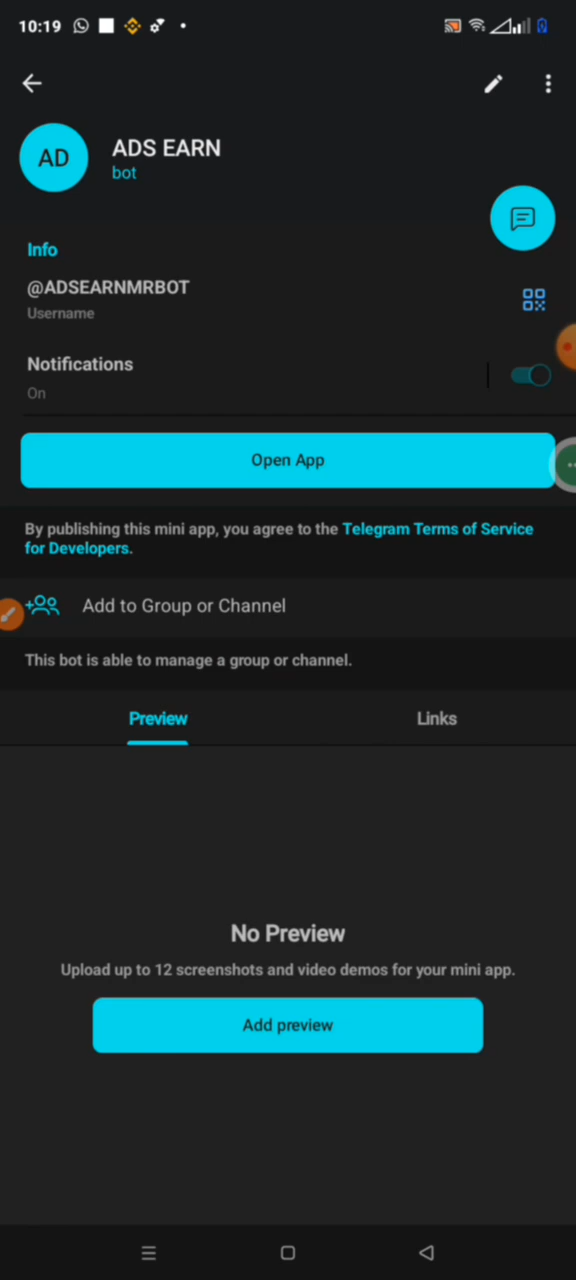 10:19
AD
ADS EARN
bot
Info
@ADSEARNMRBOT
Username
Notifications
On
Open App
By publishing this mini app, you agree to the Telegram Terms of Service
for Developers.
Add to Group or Channel
This bot is able to manage a group or channel.
Preview
Links
No Preview
Upload up to 12 screenshots and video demos for your mini app.
Add preview